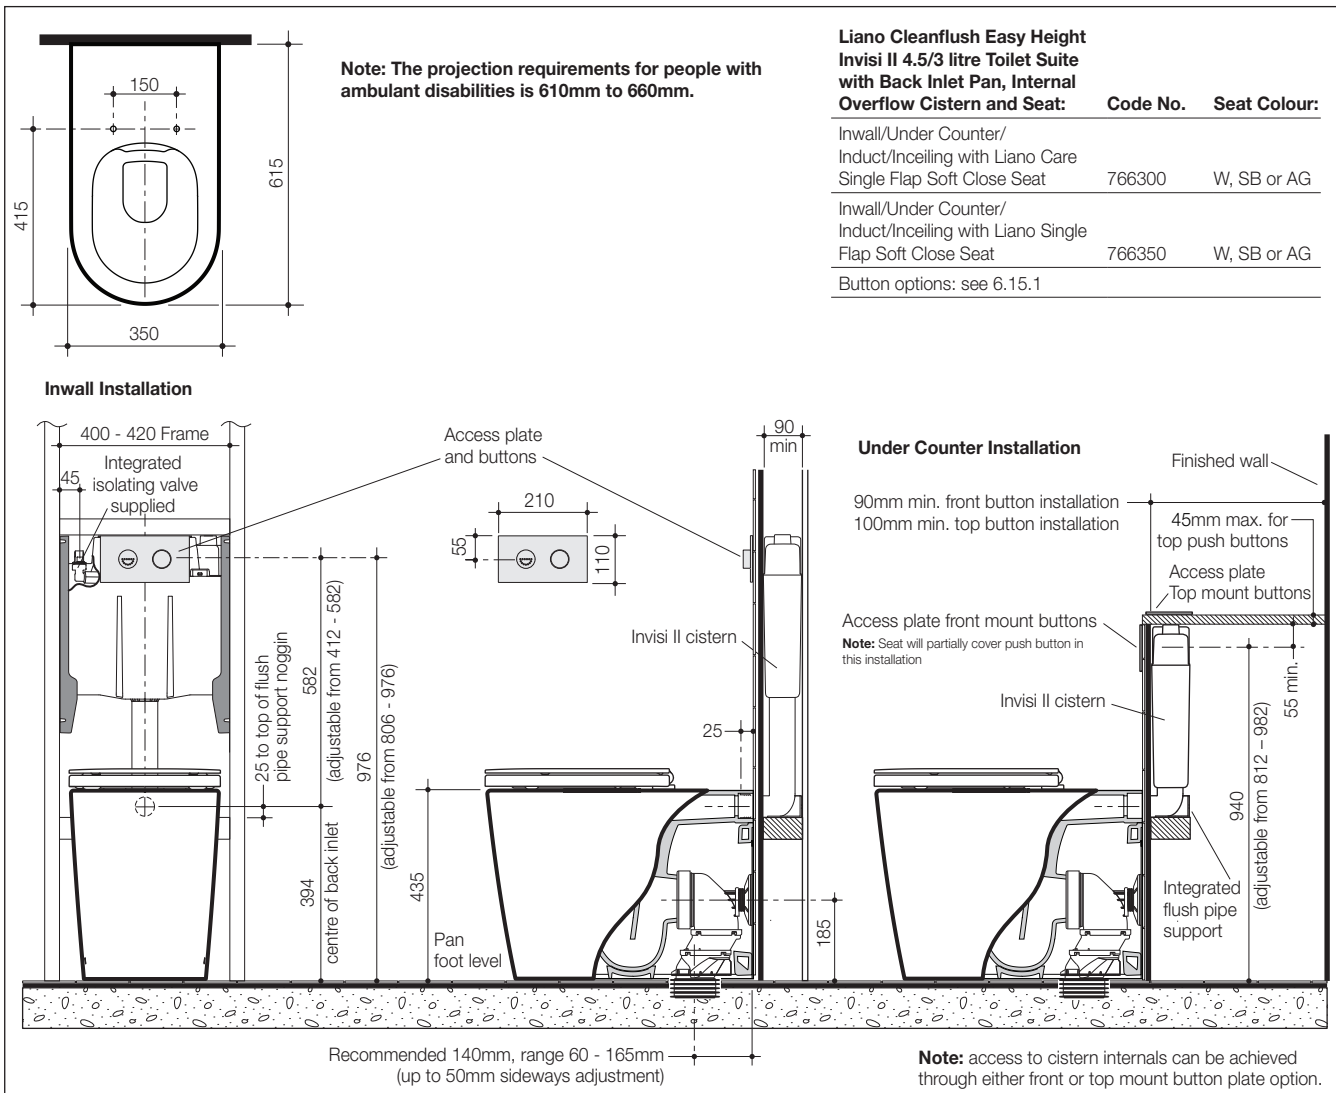 Note: The projection requirements for people with
ambulant disabilities is 610mm to 660mm.
Liano Cleanflush Easy Height
Invisi II 4.5/3 litre Toilet Suite
with Back Inlet Pan, Internal
Overflow Cistern and Seat: Code No. Seat Colour:
Inwall/Under Counter/
Induct/Inceiling with Liano Care
Single Flap Soft Close Seat 766300 W, SB or AG
Inwall/Under Counter/
Induct/Inceiling with Liano Single
Flap Soft Close Seat 766350 W, SB or AG
Button options: see 6.15.1
150
415
615
350
Inwall Installation
400 - 420 Frame
45
Integrated
isolating valve
supplied
Access plate
and buttons
25 to top of flush
pipe support noggin
582
(adjustable from 412 - 582)
976
(adjustable from 806 - 976)
394
centre of back inlet
210
55
110
90
min
Invisi II cistern
25
435
Pan
foot level
185
Recommended 140mm, range 60 - 165mm
(up to 50mm sideways adjustment)
Under Counter Installation
Finished wall
90mm min. front button installation
100mm min. top button installation
45mm max. for
top push buttons
Access plate
Top mount buttons
Access plate front mount buttons
Note: Seat will partially cover push button in
this installation
Invisi II cistern
55 min.
940
(adjustable from 812 – 982)
Integrated
flush pipe
support
Note: access to cistern internals can be achieved
through either front or top mount button plate option.